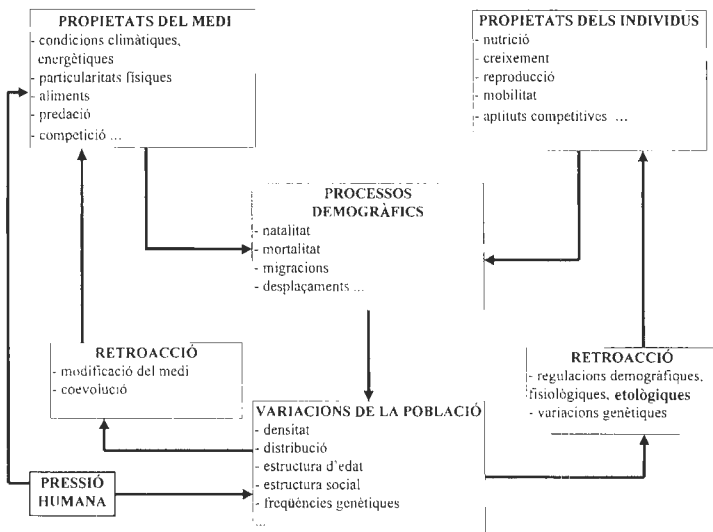 PROPIETATS DEL MEDI
- condicions climàtiques,
energètiques
- particularitats físiques
- aliments
- predació
- competició ...
PROPIETATS DELS INDIVIDUS
- nutrició
- creixement
- reproducció
- mobilitat
- aptituts competitives ...
PROCESSOS
DEMOGRÀFICS
- natalitat
- mortalitat
- migracions
- desplaçaments ...
RETROACCIÓ
- modificació del medi
- coevolució
RETROACCIÓ
- regulacions demogràfiques,
fisiològiques, etològiques
- variacions genètiques
VARIACIONS DE LA POBLACIÓ
- densitat
- distribució
- estructura d'edat
- estructura social
- freqüències genètiques
...
PRESSIÓ
HUMANA